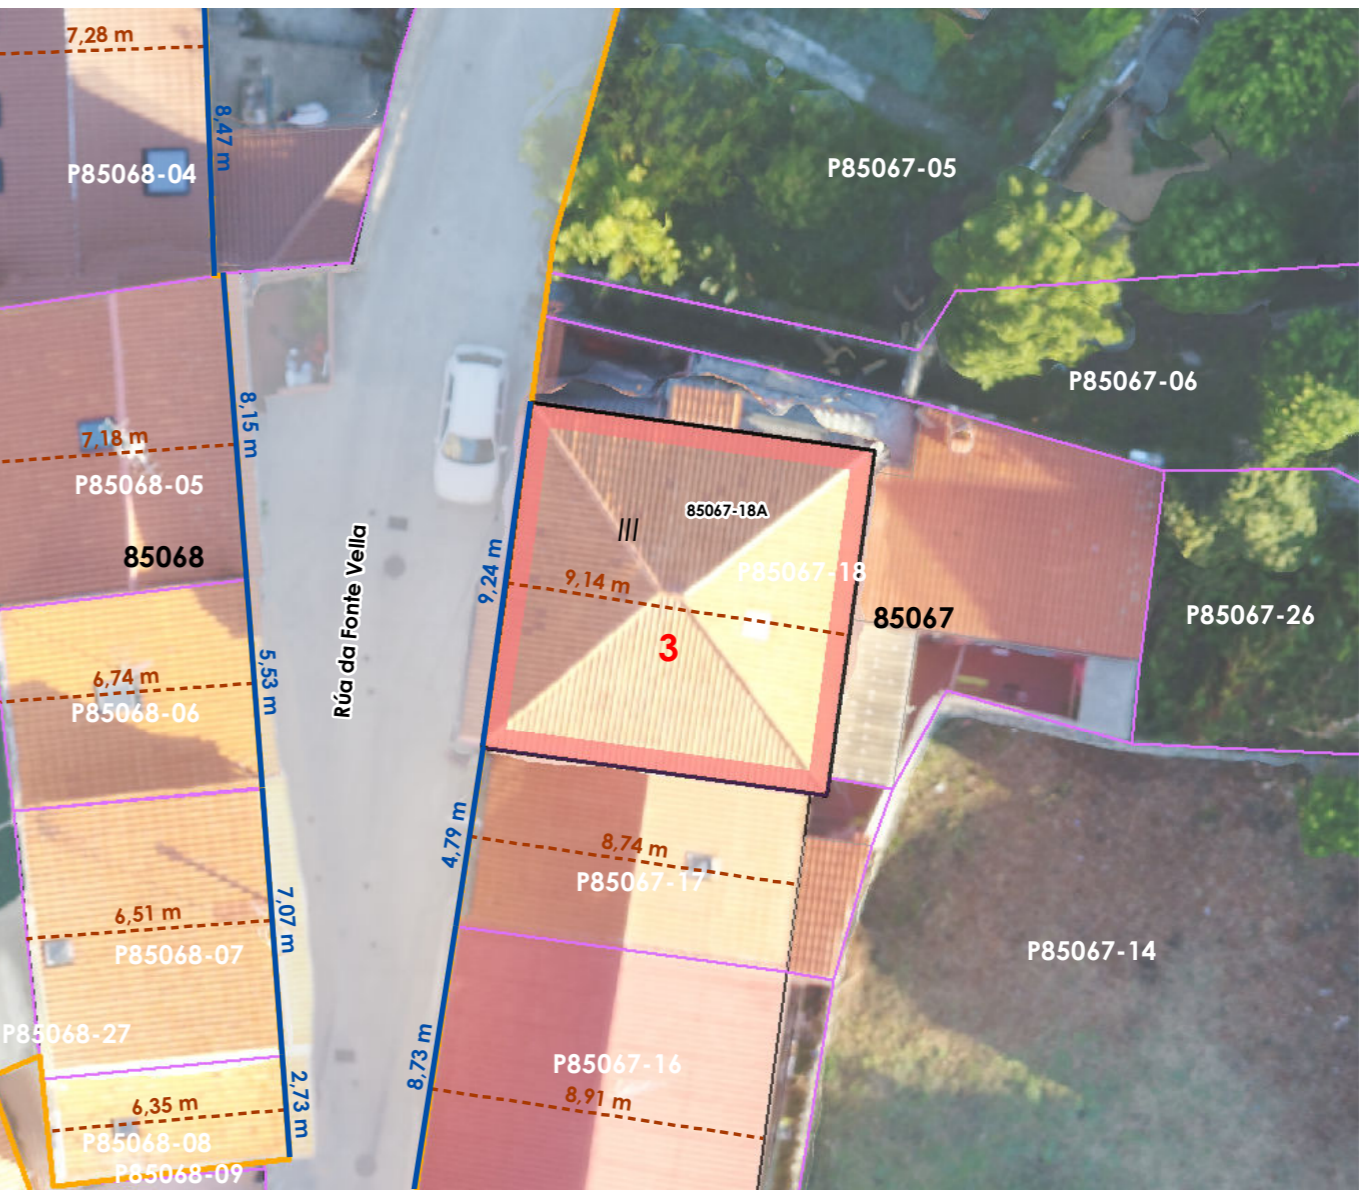 7,28 m
8,47 m
P85068-04
P85067-05
P85067-06
8,15 m
7,18 m
P85068-05
85067-18A
III
85068
9,24 m
9,14 m
P85067-18
Rúa da Fonte Vella
85067
P85067-26
3
5,53 m
6,74 m
P85068-06
4,79 m
8,74 m
P85067-17
7,07 m
6,51 m
P85068-07
P85067-14
P85068-27
8,73 m
P85067-16
8,91 m
2,73 m
6,35 m
P85068-08
P85068-09